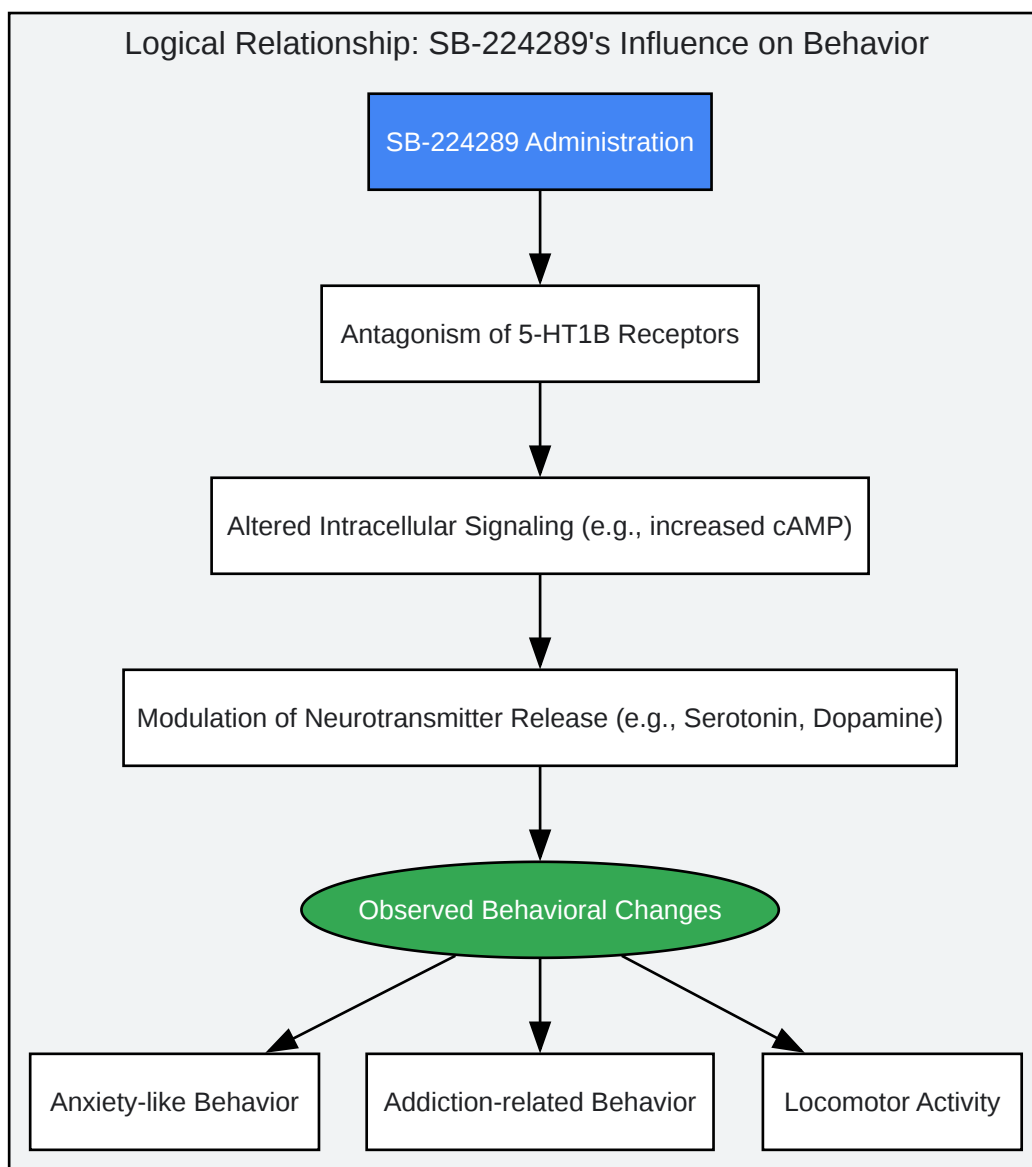 Logical Relationship: SB-224289's Influence on Behavior
SB-224289 Administration
Antagonism of 5-HT1B Receptors
Altered Intracellular Signaling (e.g., increased cAMP)
Modulation of Neurotransmitter Release (e.g., Serotonin, Dopamine)
Observed Behavioral Changes
Anxiety-like Behavior
Addiction-related Behavior
Locomotor Activity